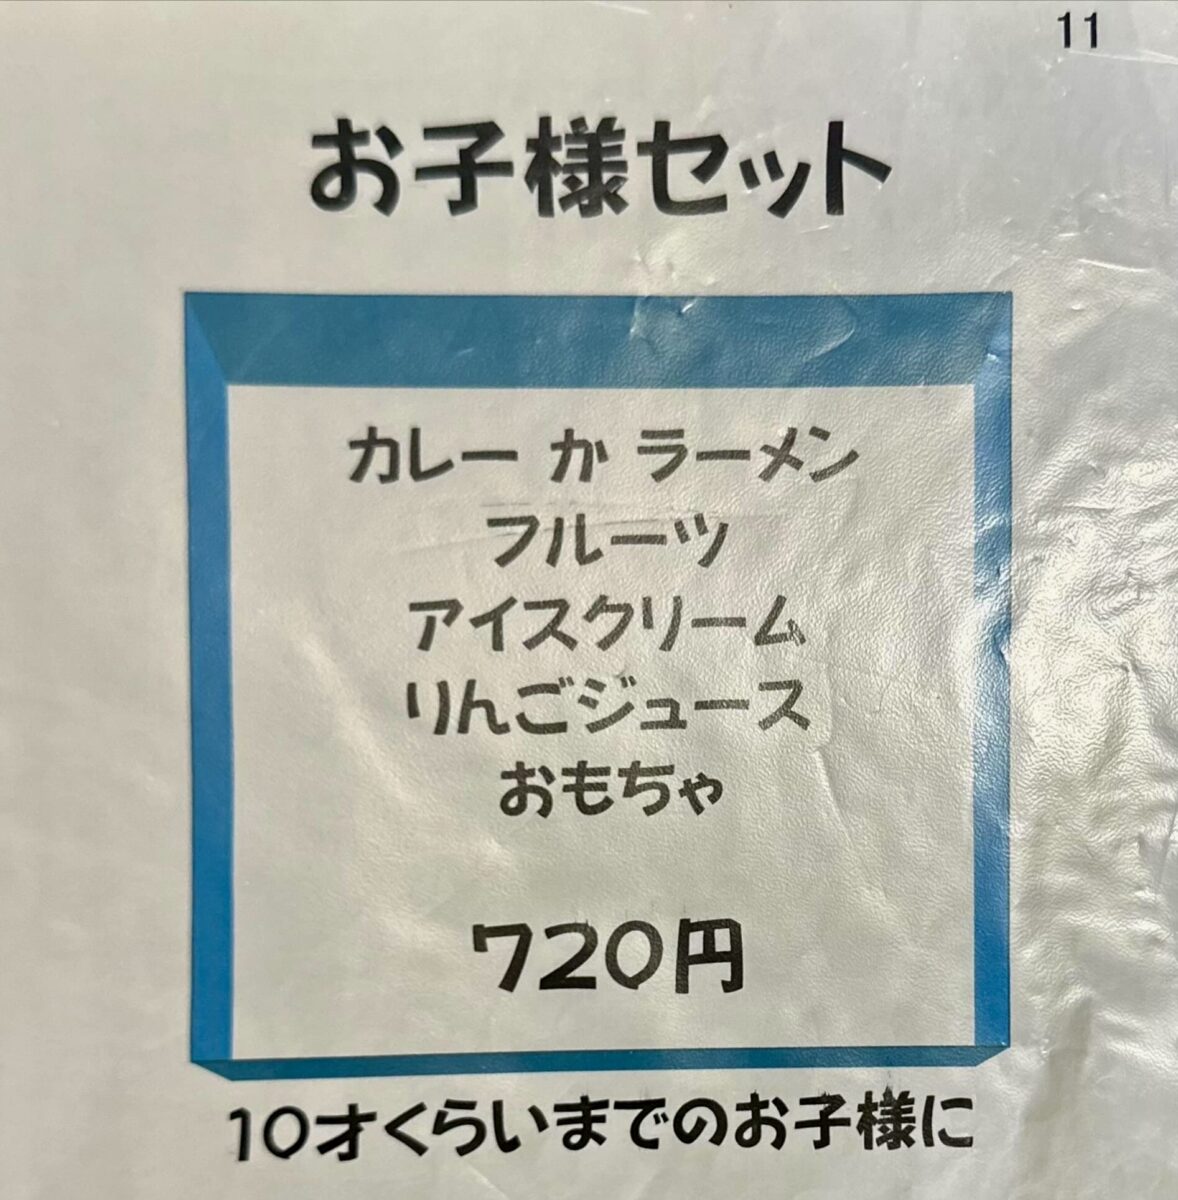 11
お子様セット
カレー か ラーメン
フルーツ
アイスクリーム
りんごジュース
おもちゃ
720円
10才くらいまでのお子様に